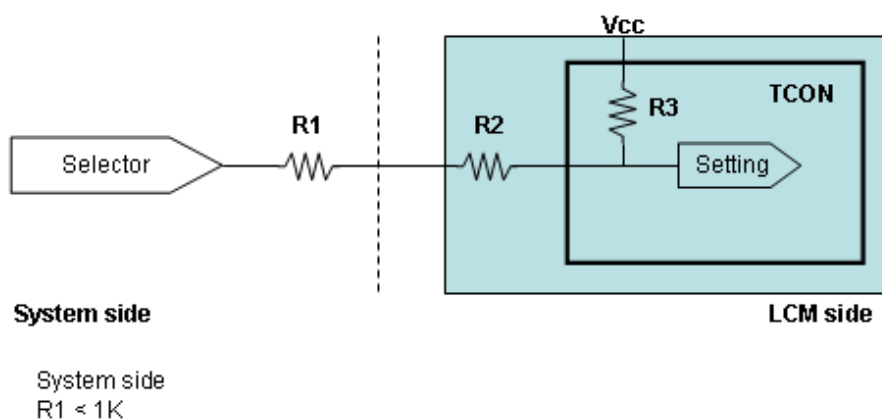 Vcc
TCON
R1
R2
R3
Selector
Setting
System side
LCM side
System side
R1 < 1K